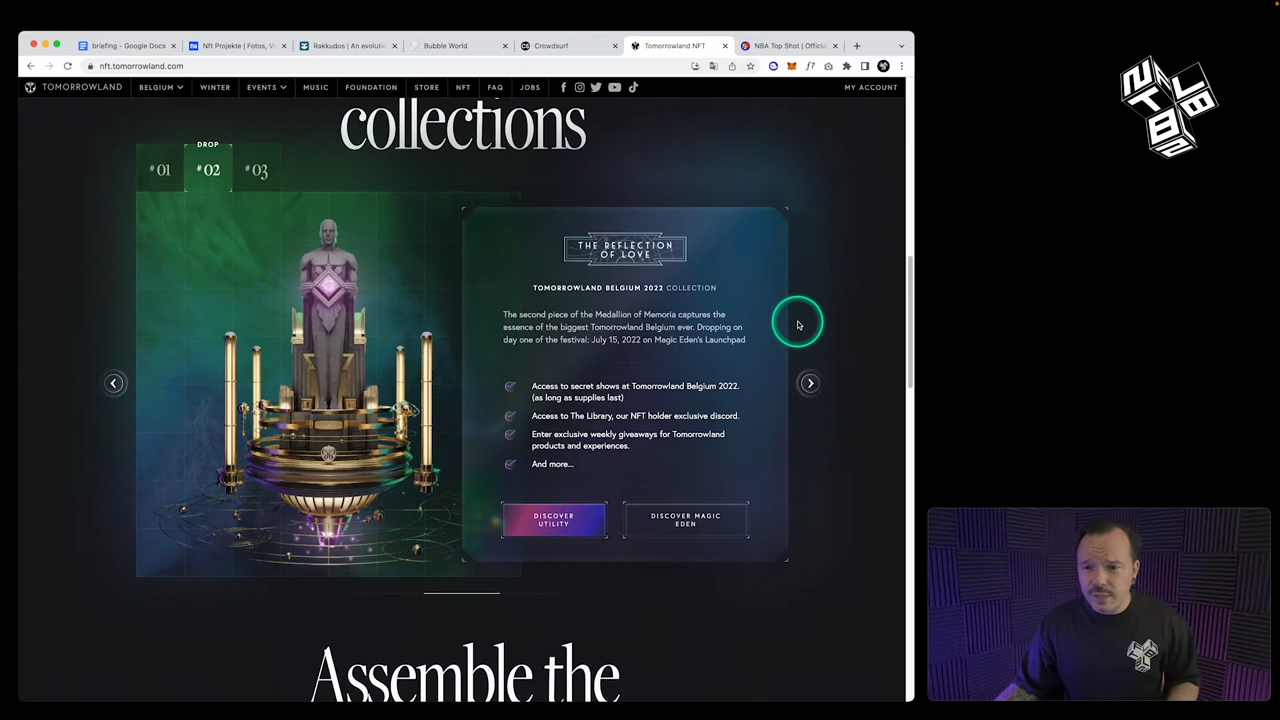 briefing - Google Docs
Nft Projekte | Fotos, Vi
Rakkudos | An evolutio
Bubble World
Crowdsurf
Tomorrowland NFT
NBA Top Shot | Officia
nft.tomorrowland.com
TOMORROWLAND
BELGIUM
WINTER
EVENTS
MUSIC
FOUNDATION
STORE
NFT
FAQ
JOBS
MY ACCOUNT
collections
DROP
#01
#02
#03
THE REFLECTION
OF LOVE
TOMORROWLAND BELGIUM 2022 COLLECTION
The second piece of the Medallion of Memoria captures the
essence of the biggest Tomorrowland Belgium ever. Dropping on
day one of the festival: July 15, 2022 on Magic Eden's Launchpad
Access to secret shows at Tomorrowland Belgium 2022.
(as long as supplies last)
Access to The Library, our NFT holder exclusive discord.
Enter exclusive weekly giveaways for Tomorrowland
products and experiences.
And more...
DISCOVER
UTILITY
DISCOVER MAGIC
EDEN
Assemble the